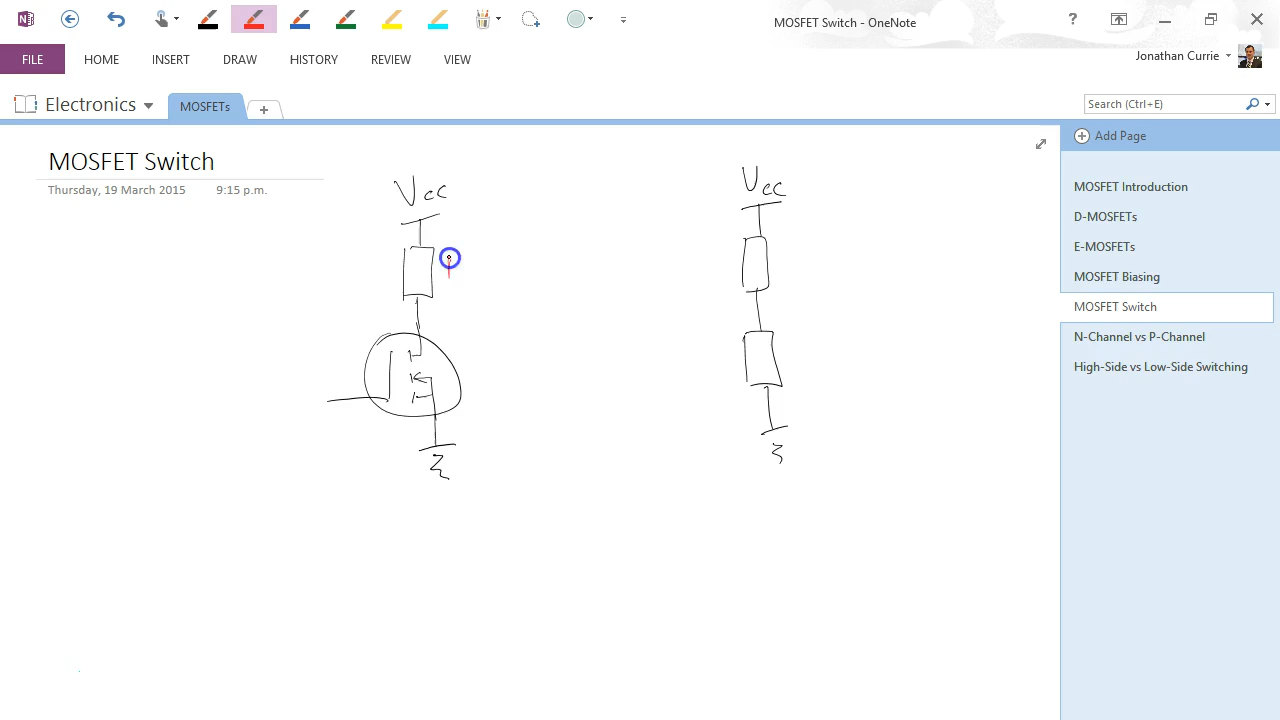 MOSFET Switch - OneNote
?
FILE
HOME
INSERT
DRAW
HISTORY
REVIEW
VIEW
Jonathan Currie
Electronics
MOSFETs
+
Search (Ctrl+E)
Add Page
MOSFET Switch
Thursday, 19 March 2015 9:15 p.m.
Vcc
Vcc
MOSFET Introduction
D-MOSFETs
E-MOSFETs
MOSFET Biasing
MOSFET Switch
N-Channel vs P-Channel
High-Side vs Low-Side Switching